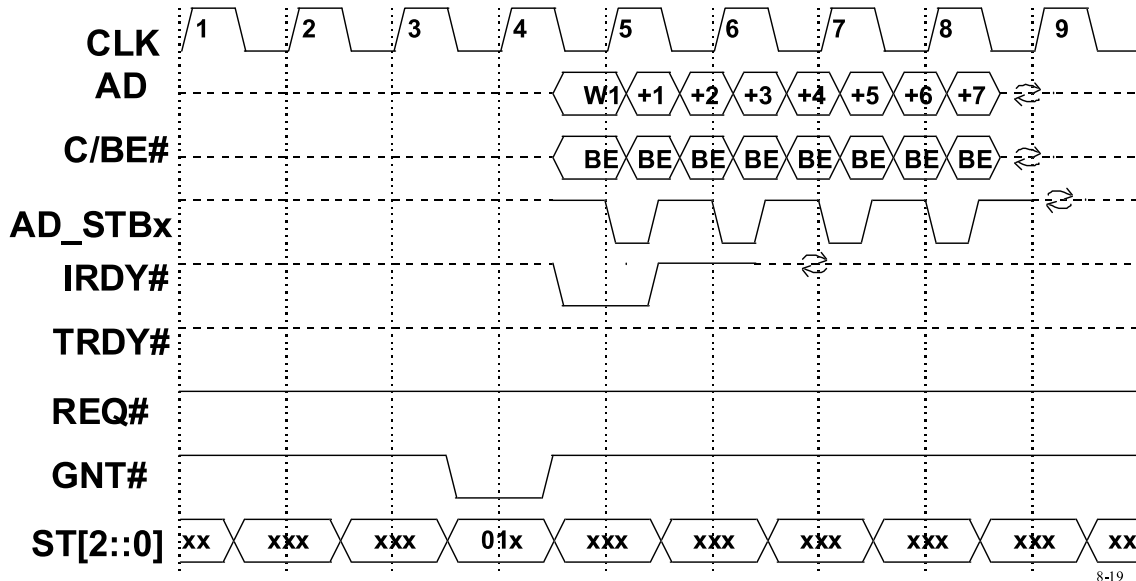 CLK 1 2 3 4 5 6 7 8 9
AD W1 +1 +2 +3 +4 +5 +6 +7
C/BE# BE BE BE BE BE BE BE BE
AD_STBx
IRDY#
TRDY#
REQ#
GNT#
ST[2::0] xx xxx xxx 01x xxx xxx xxx xxx xxx xx
8-19